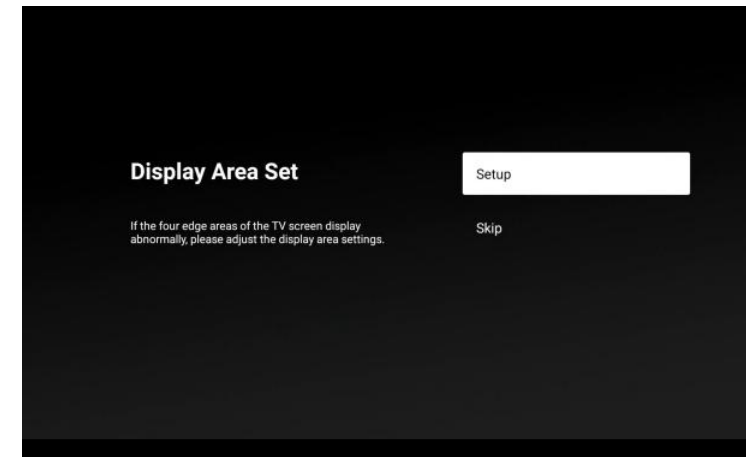 Display Area Set
If the four edge areas of the TV screen display
abnormally, please adjust the display area settings.
Setup
Skip